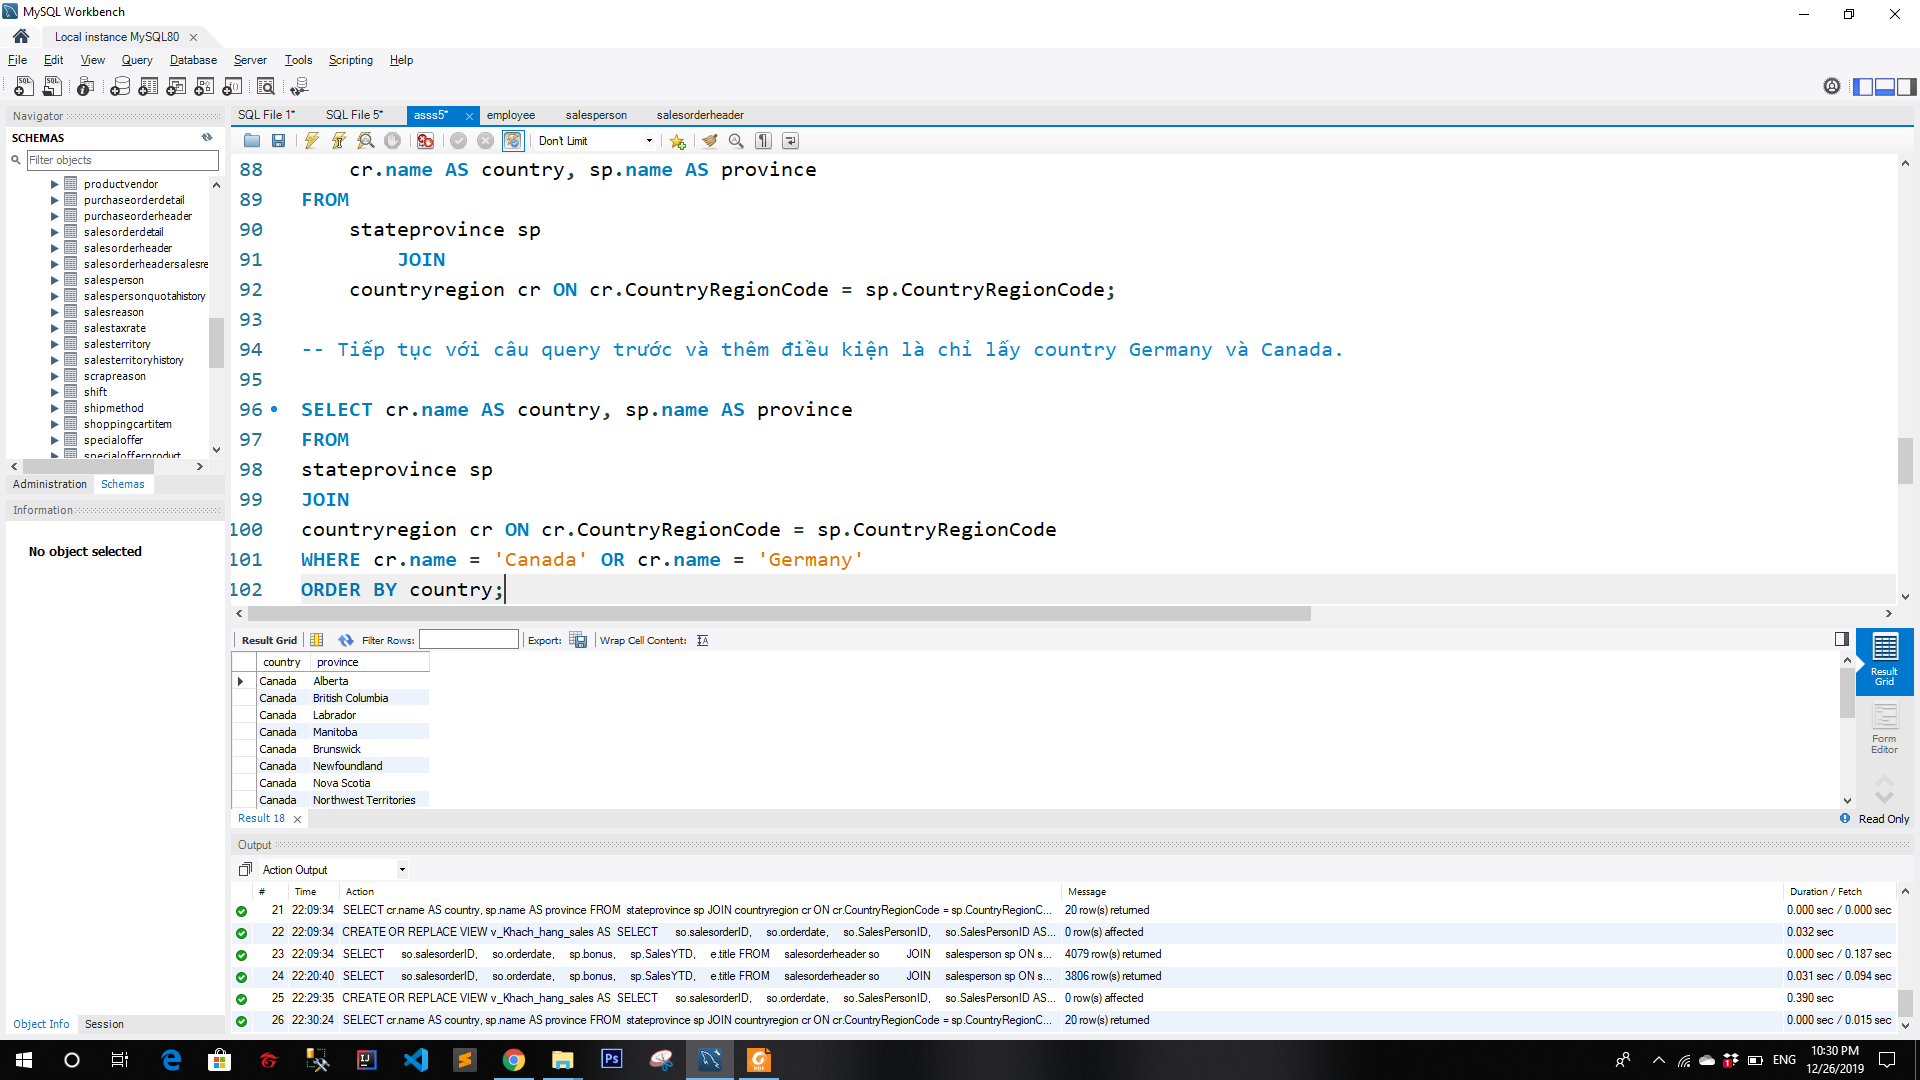 MySQL Workbench
Local instance MySQL80
File Edit View Query Database Server Tools Scripting Help
Navigator
SCHEMAS
Filter objects
productvendor
purchaseorderdetail
purchaseorderheader
salesorderdetail
salesorderheader
salesorderheadersalesre
salesperson
salespersonquotahistory
salesreason
salestaxrate
salesterritory
salesterritoryhistory
scrapreason
shift
shipmethod
shoppingcartitem
specialoffer
specialofferproduct
Administration Schemas
Information
No object selected
Object Info Session
SQL File 1* SQL File 5* asss5* employee salesperson salesorderheader
Don't Limit
88 cr.name AS country, sp.name AS province
89 FROM
90 stateprovince sp
91 JOIN
92 countryregion cr ON cr.CountryRegionCode = sp.CountryRegionCode;
93
94 -- Tiếp tục với câu query trước và thêm điều kiện là chỉ lấy country Germany và Canada.
95
96 SELECT cr.name AS country, sp.name AS province
97 FROM
98 stateprovince sp
99 JOIN
100 countryregion cr ON cr.CountryRegionCode = sp.CountryRegionCode
101 WHERE cr.name = 'Canada' OR cr.name = 'Germany'
102 ORDER BY country;
Result Grid Filter Rows: Export: Wrap Cell Content:
country province
Canada Alberta
Canada British Columbia
Canada Labrador
Canada Manitoba
Canada Brunswick
Canada Newfoundland
Canada Nova Scotia
Canada Northwest Territories
Result Grid
Form Editor
Result 18
Read Only
Output
Action Output
# Time Action Message Duration / Fetch
21 22:09:34 SELECT cr.name AS country, sp.name AS province FROM stateprovince sp JOIN countryregion cr ON cr.CountryRegionCode = sp.CountryRegionC... 20 row(s) returned 0.000 sec / 0.000 sec
22 22:09:34 CREATE OR REPLACE VIEW v_Khach_hang_sales AS SELECT so.salesorderID, so.orderdate, so.SalesPersonID, so.SalesPersonID AS... 0 row(s) affected 0.032 sec
23 22:09:34 SELECT so.salesorderID, so.orderdate, sp.bonus, sp.SalesYTD, e.title FROM salesorderheader so JOIN salesperson sp ON s... 4079 row(s) returned 0.000 sec / 0.187 sec
24 22:20:40 SELECT so.salesorderID, so.orderdate, sp.bonus, sp.SalesYTD, e.title FROM salesorderheader so JOIN salesperson sp ON s... 3806 row(s) returned 0.031 sec / 0.094 sec
25 22:29:35 CREATE OR REPLACE VIEW v_Khach_hang_sales AS SELECT so.salesorderID, so.orderdate, so.SalesPersonID, so.SalesPersonID AS... 0 row(s) affected 0.390 sec
26 22:30:24 SELECT cr.name AS country, sp.name AS province FROM stateprovince sp JOIN countryregion cr ON cr.CountryRegionCode = sp.CountryRegionC... 20 row(s) returned 0.000 sec / 0.015 sec
ENG
10:30 PM
12/26/2019